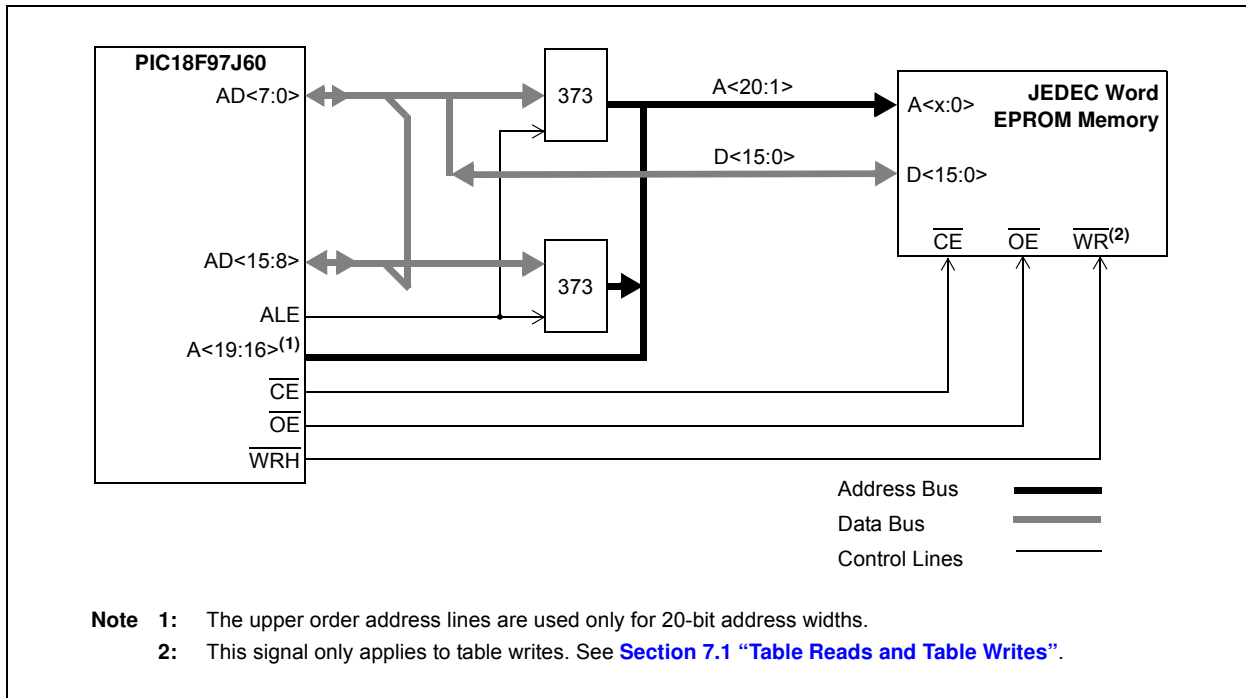 PIC18F97J60
AD<7:0>
373
A<20:1>
A<x:0>
JEDEC Word
EPROM Memory
D<15:0>
D<15:0>
CE
OE
WR(2)
AD<15:8>
373
ALE
A<19:16>(1)
CE
OE
WRH
Address Bus
Data Bus
Control Lines
Note 1: The upper order address lines are used only for 20-bit address widths.
2: This signal only applies to table writes. See Section 7.1 “Table Reads and Table Writes”.